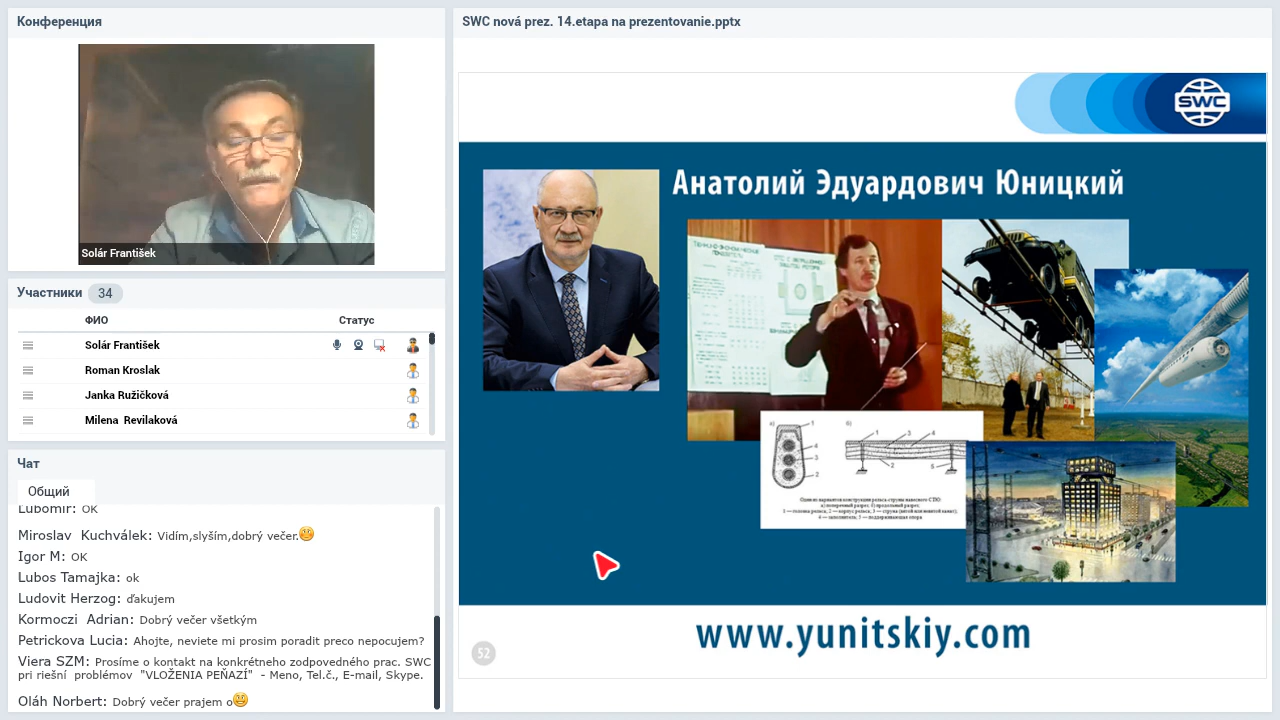 Конференция
Solár František
Участники 34
ФИО Статус
Solár František
Roman Kroslak
Janka Ružičková
Milena Revilaková
Чат
Общий
Lubomir: OK
Miroslav Kuchválek: Vidím,slyším,dobrý večer.
Igor M: OK
Lubos Tamajka: ok
Ludovit Herzog: ďakujem
Kormoczi Adrian: Dobrý večer všetkým
Petrickova Lucia: Ahojte, neviete mi prosim poradit preco nepocujem?
Viera SZM: Prosíme o kontakt na konkrétneho zodpovedného prac. SWC
pri riešní problémov "VLOŽENIA PEŇAZÍ" - Meno, Tel.č., E-mail, Skype.
Oláh Norbert: Dobrý večer prajem o
SWC nová prez. 14.etapa na prezentovanie.pptx
SWC
Анатолий Эдуардович Юницкий
www.yunitskiy.com
52